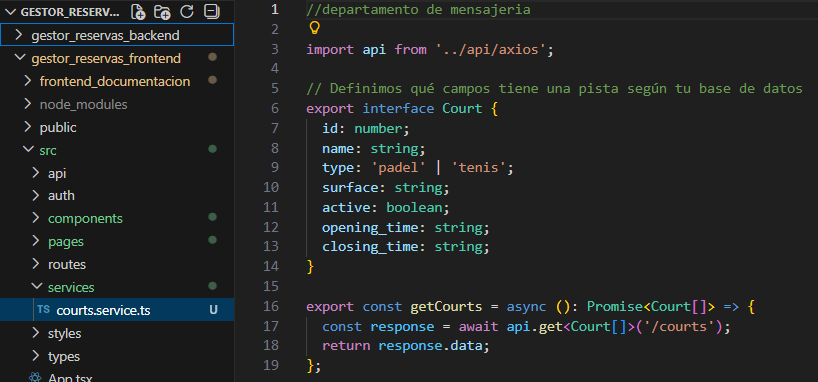 GESTOR_RESERV...
gestor_reservas_backend
gestor_reservas_frontend
frontend_documentacion
node_modules
public
src
api
auth
components
pages
routes
services
TS courts.service.ts U
styles
types
App.tsx
1 //departamento de mensajeria
2
3 import api from '../api/axios';
4
5 // Definimos qué campos tiene una pista según tu base de datos
6 export interface Court {
7 id: number;
8 name: string;
9 type: 'padel' | 'tenis';
10 surface: string;
11 active: boolean;
12 opening_time: string;
13 closing_time: string;
14 }
15
16 export const getCourts = async (): Promise<Court[]> => {
17 const response = await api.get<Court[]>('/courts');
18 return response.data;
19 };